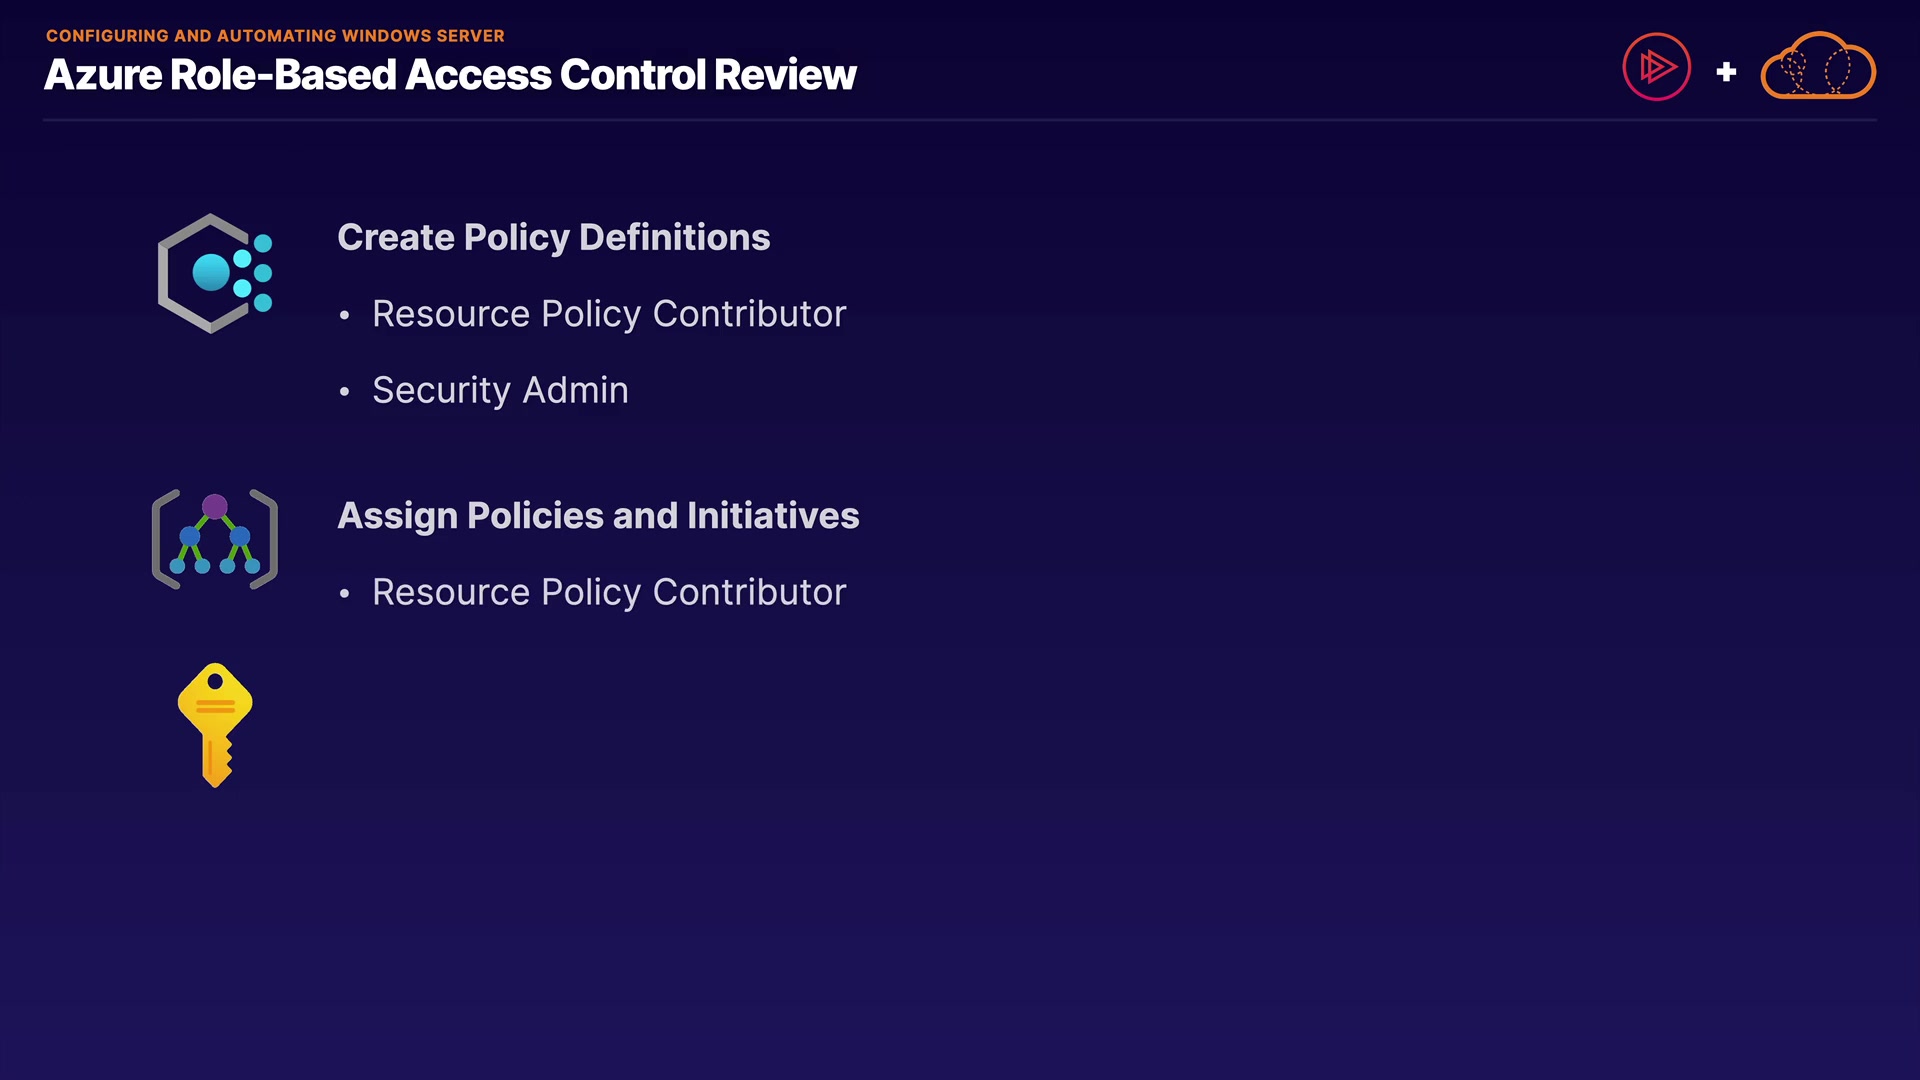 CONFIGURING AND AUTOMATING WINDOWS SERVER
Azure Role-Based Access Control Review
+
Create Policy Definitions
• Resource Policy Contributor
• Security Admin
Assign Policies and Initiatives
• Resource Policy Contributor